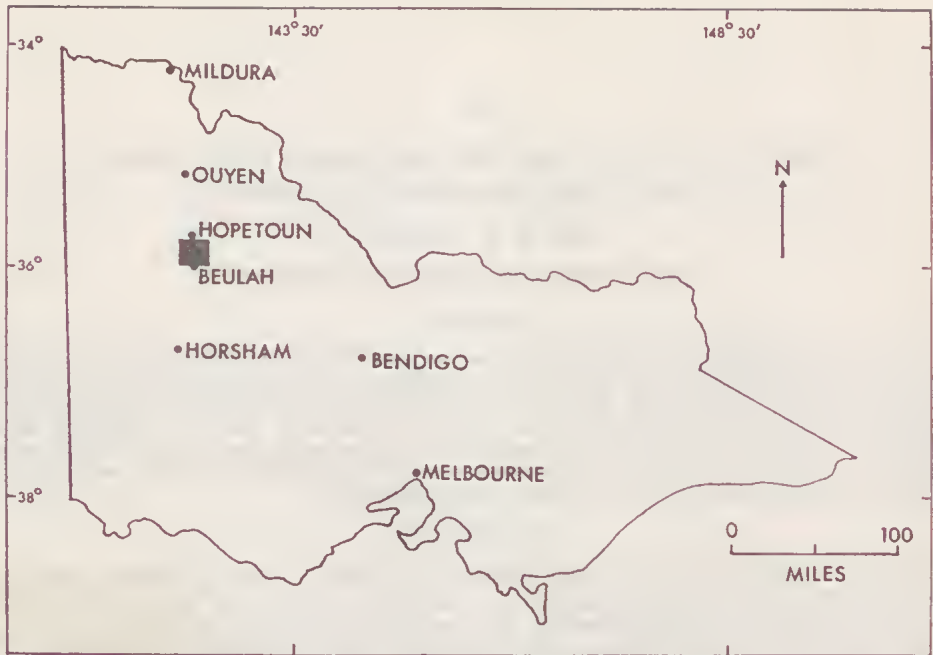 143° 30'
148° 30'
34°
MILDURA
OUYEN
N
HOPETOUN
36°
BEULAH
HORSHAM
BENDIGO
MELBOURNE
38°
0 100
MILES